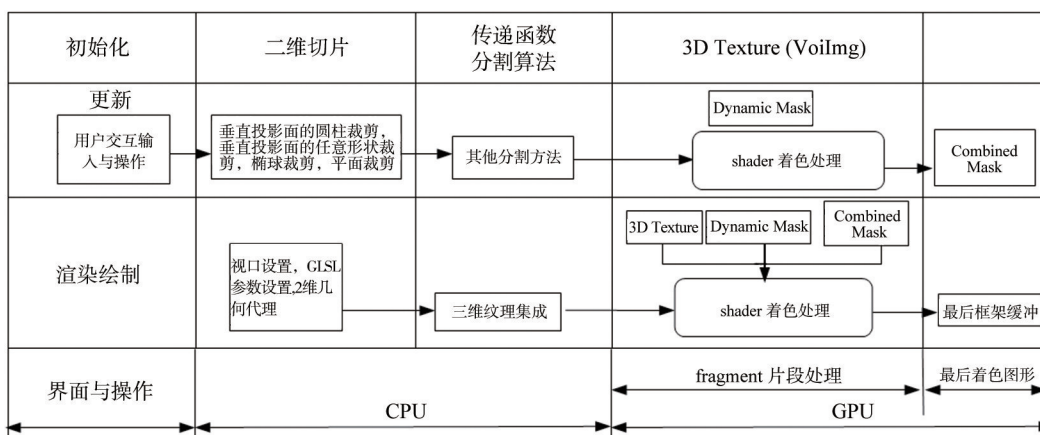 初始化
二维切片
传递函数
分割算法
3D Texture (VoiImg)
更新
用户交互输
入与操作
垂直投影面的圆柱裁剪，
垂直投影面的任意形状裁
剪，椭球裁剪，平面裁剪
其他分割方法
Dynamic Mask
shader 着色处理
Combined
Mask
渲染绘制
视口设置，GLSL
参数设置,2维几
何代理
三维纹理集成
3D Texture
Dynamic Mask
Combined
Mask
shader 着色处理
最后框架缓冲
界面与操作
CPU
fragment 片段处理
最后着色图形
GPU